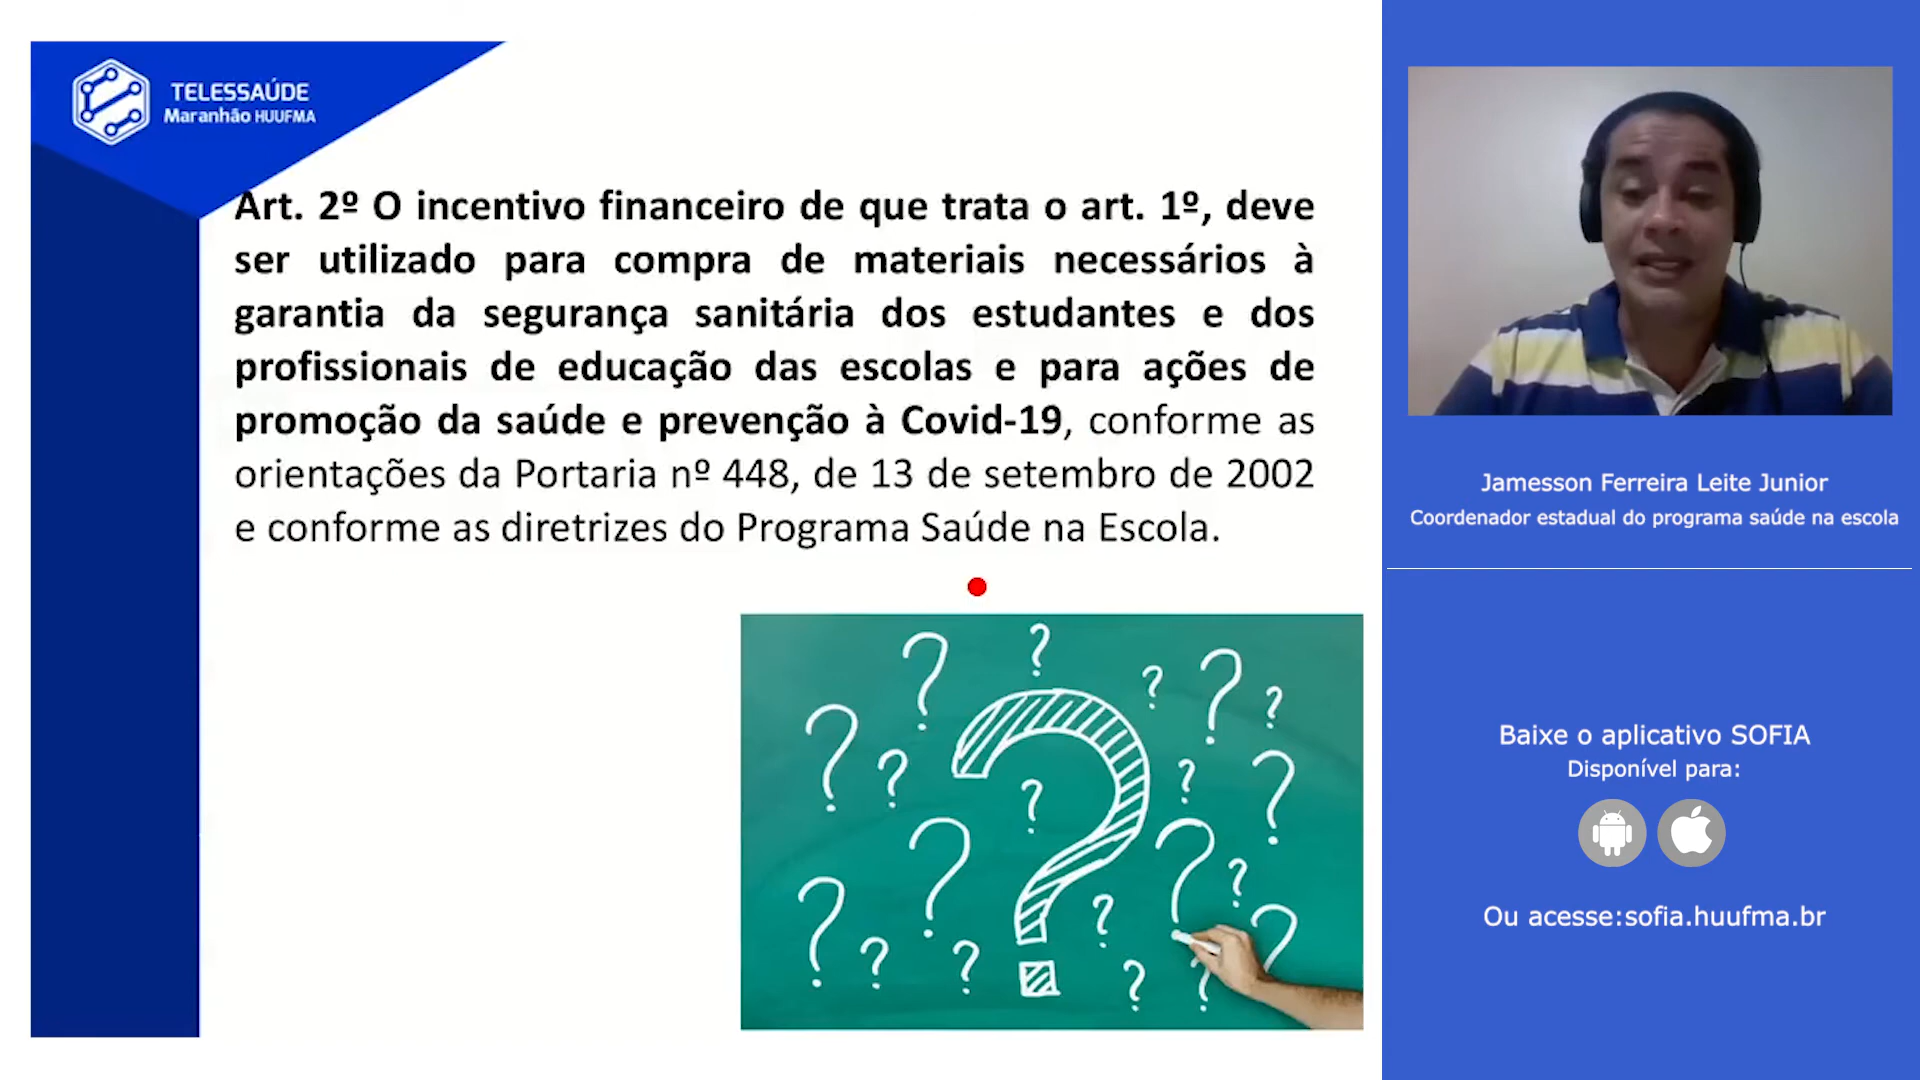 TELESSAÚDE
Maranhão HUUFMA
Art. 2º O incentivo financeiro de que trata o art. 1º, deve
ser utilizado para compra de materiais necessários à
garantia da segurança sanitária dos estudantes e dos
profissionais de educação das escolas e para ações de
promoção da saúde e prevenção à Covid-19, conforme as
orientações da Portaria nº 448, de 13 de setembro de 2002
e conforme as diretrizes do Programa Saúde na Escola.
Jamesson Ferreira Leite Junior
Coordenador estadual do programa saúde na escola
Baixe o aplicativo SOFIA
Disponível para:
Ou acesse:sofia.huufma.br